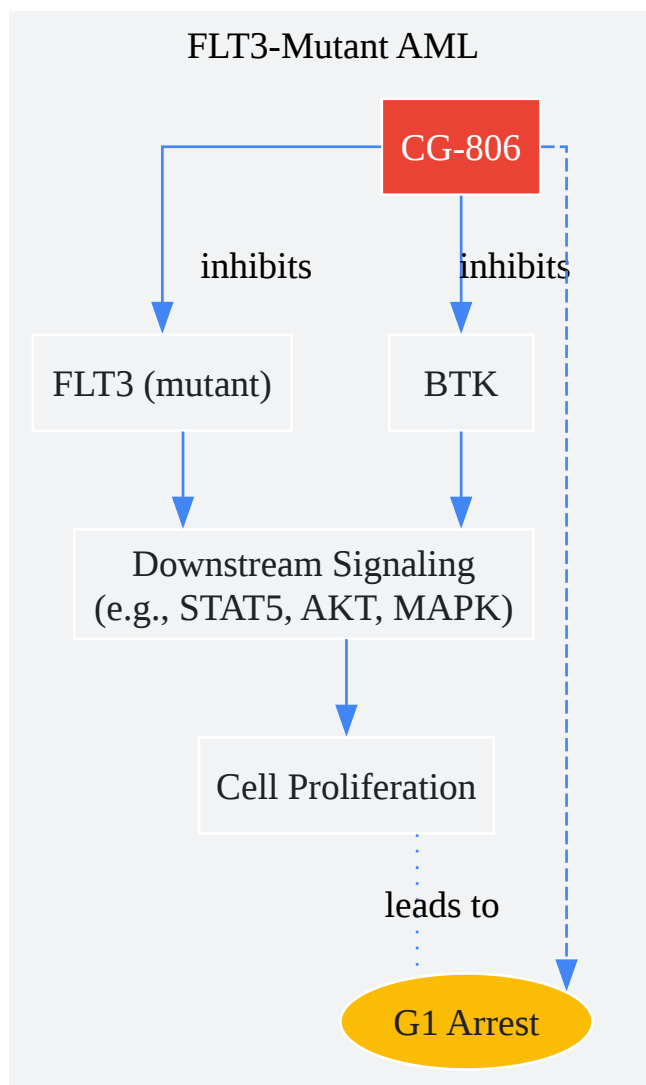 FLT3-Mutant AML
CG-806
inhibits
inhibits
FLT3 (mutant)
BTK
Downstream Signaling
(e.g., STAT5, AKT, MAPK)
Cell Proliferation
leads to
G1 Arrest